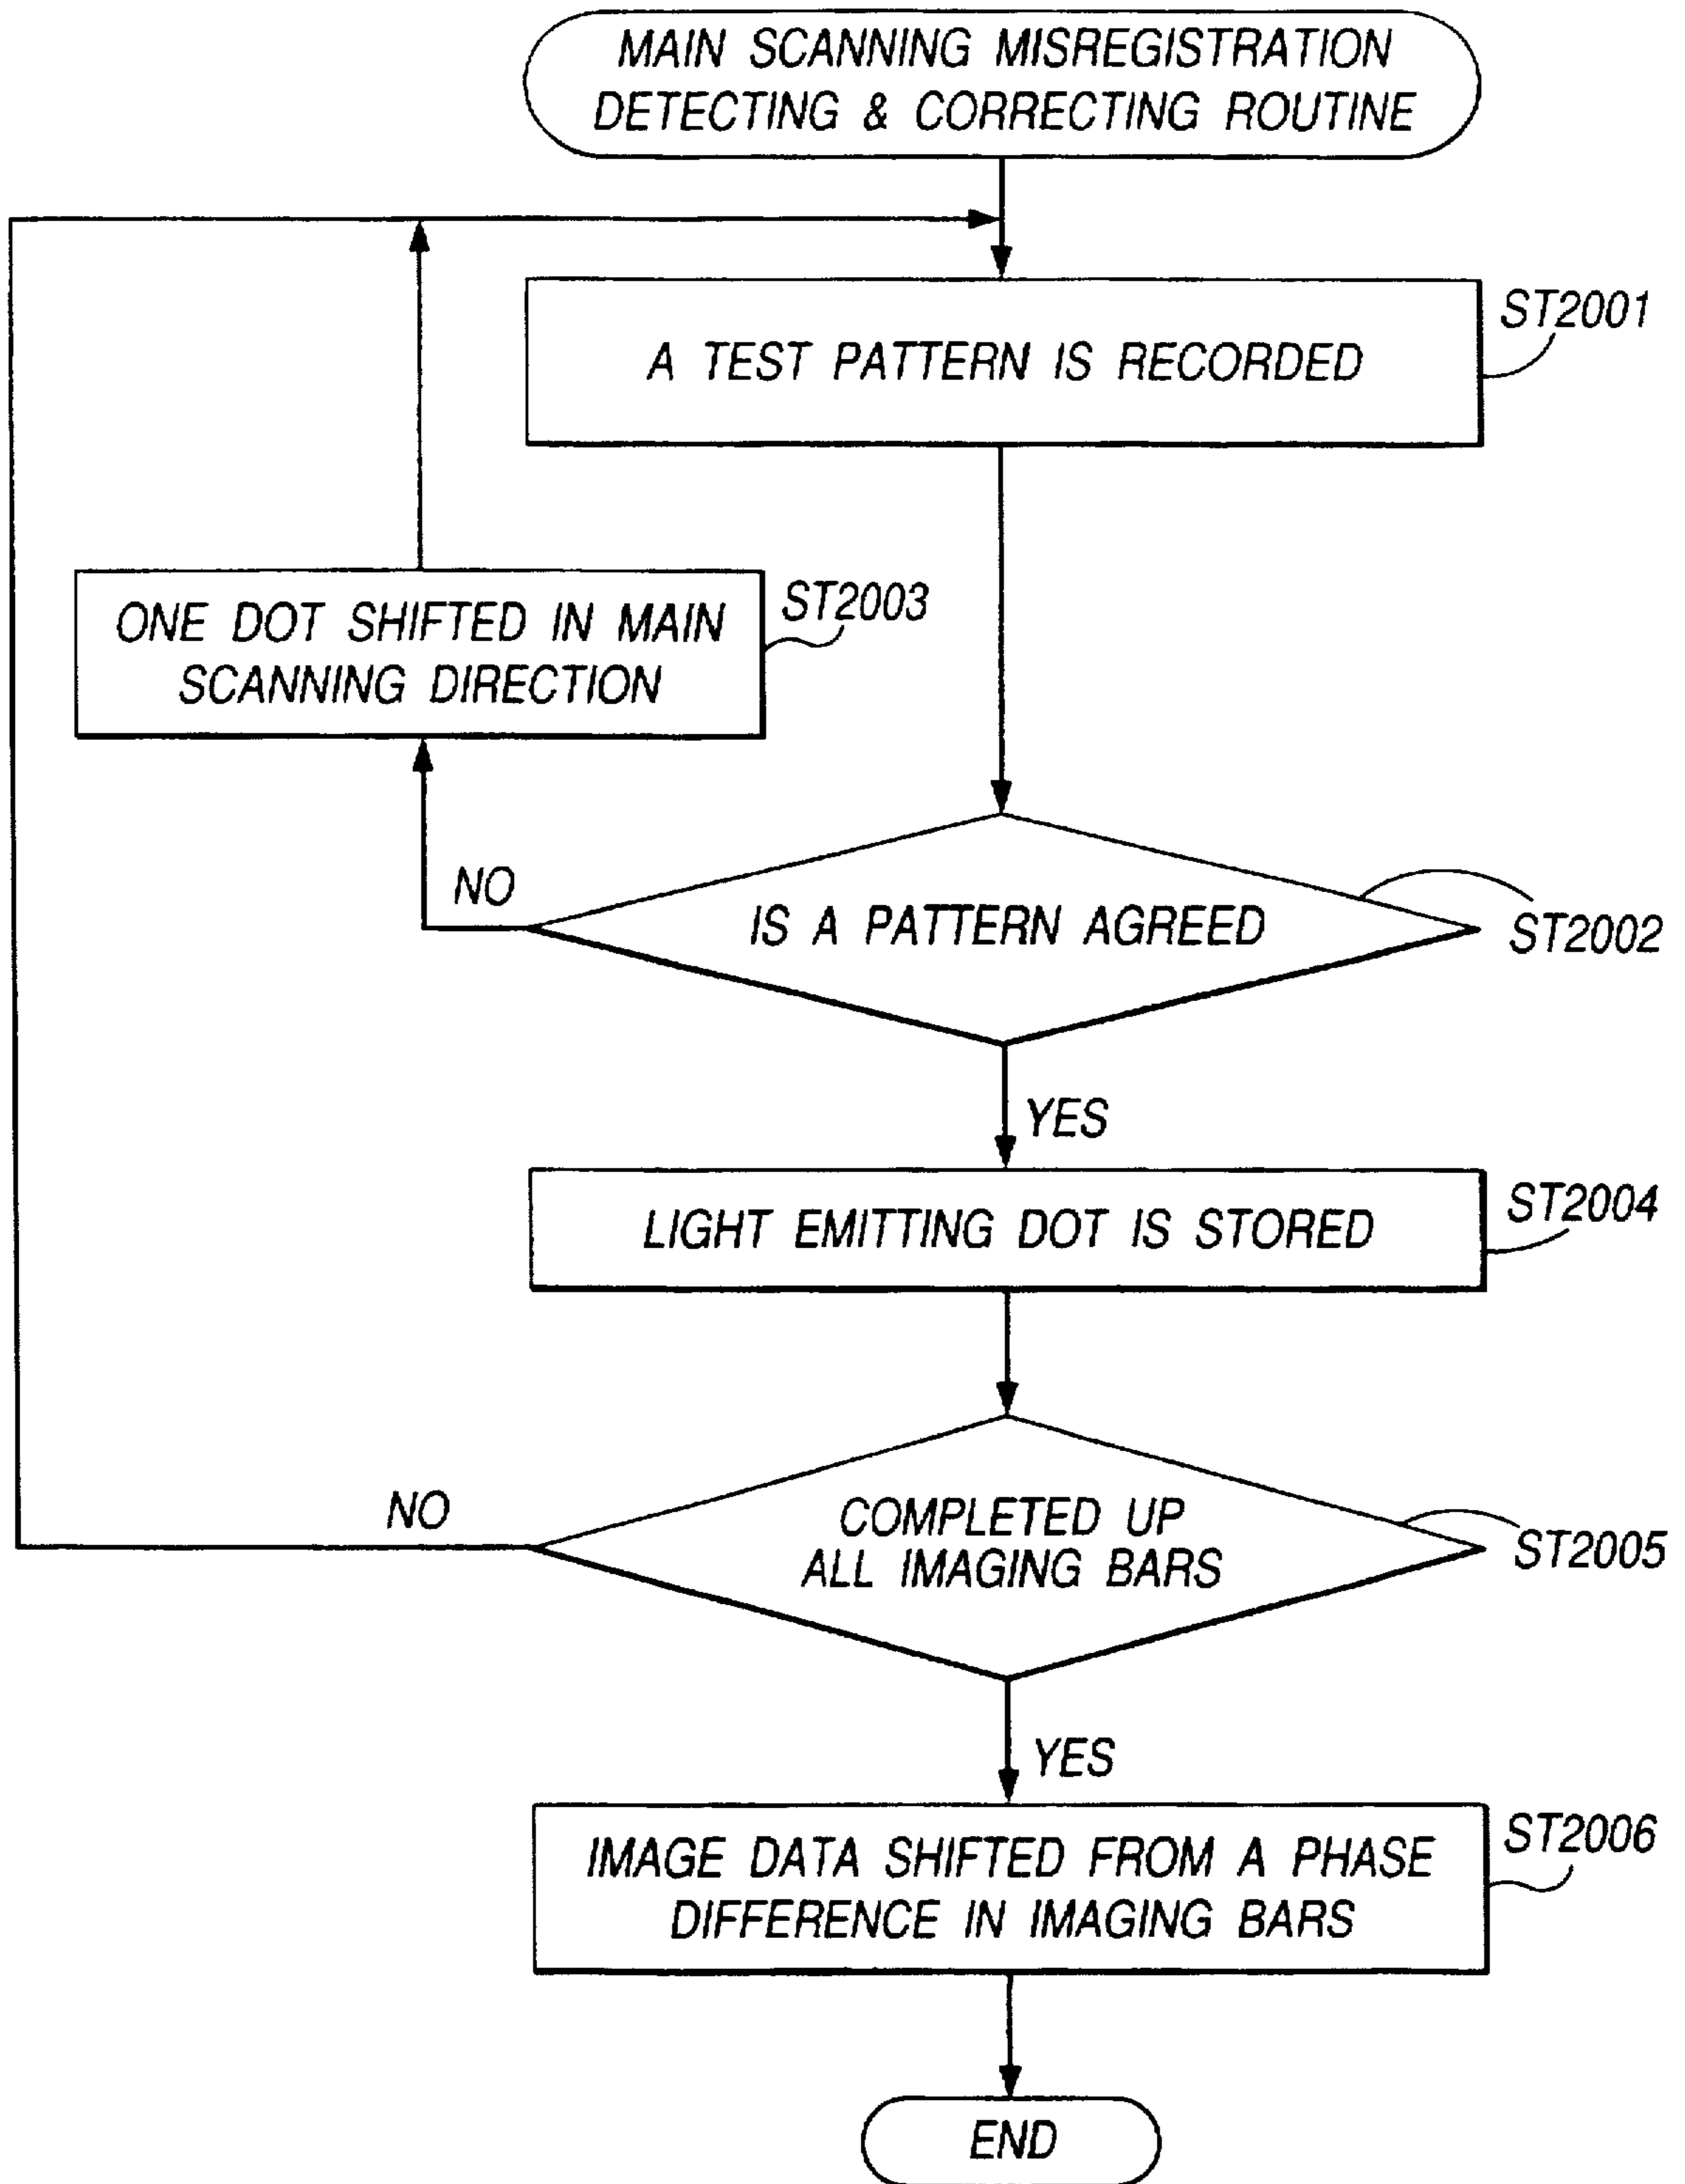 MAIN SCANNING MISREGISTRATION
DETECTING & CORRECTING ROUTINE
ST2001
A TEST PATTERN IS RECORDED
ST2003
ONE DOT SHIFTED IN MAIN
SCANNING DIRECTION
NO
IS A PATTERN AGREED
ST2002
YES
ST2004
LIGHT EMITTING DOT IS STORED
NO
COMPLETED UP
ALL IMAGING BARS
ST2005
YES
ST2006
IMAGE DATA SHIFTED FROM A PHASE
DIFFERENCE IN IMAGING BARS
END